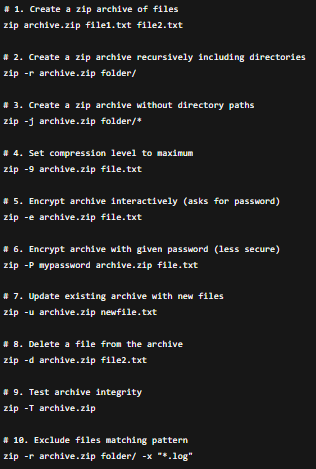 # 1. Create a zip archive of files
zip archive.zip file1.txt file2.txt
# 2. Create a zip archive recursively including directories
zip -r archive.zip folder/
# 3. Create a zip archive without directory paths
zip -j archive.zip folder/*
# 4. Set compression level to maximum
zip -9 archive.zip file.txt
# 5. Encrypt archive interactively (asks for password)
zip -e archive.zip file.txt
# 6. Encrypt archive with given password (less secure)
zip -P mypassword archive.zip file.txt
# 7. Update existing archive with new files
zip -u archive.zip newfile.txt
# 8. Delete a file from the archive
zip -d archive.zip file2.txt
# 9. Test archive integrity
zip -T archive.zip
# 10. Exclude files matching pattern
zip -r archive.zip folder/ -x "*.log"